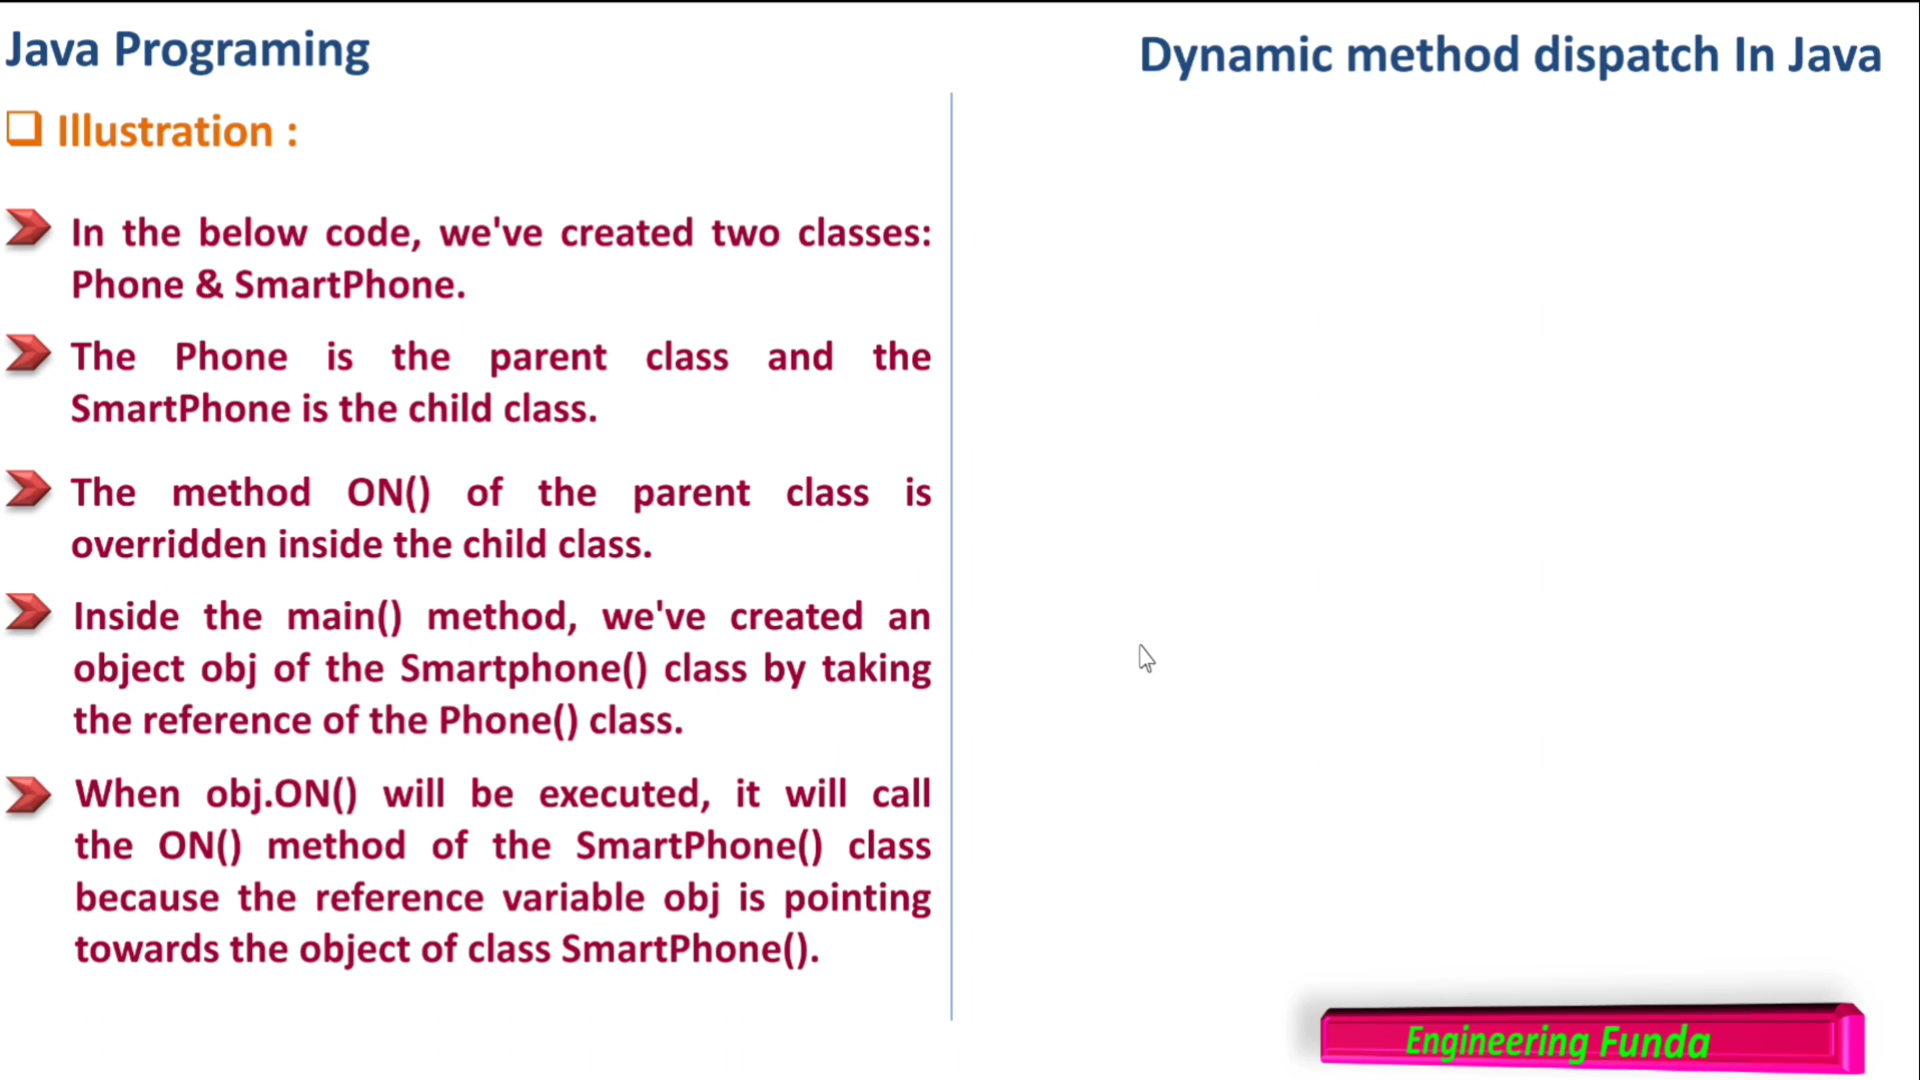 Java Programing
Dynamic method dispatch In Java
Illustration :
In the below code, we've created two classes:
Phone & SmartPhone.
The Phone is the parent class and the
SmartPhone is the child class.
The method ON() of the parent class is
overridden inside the child class.
Inside the main() method, we've created an
object obj of the Smartphone() class by taking
the reference of the Phone() class.
When obj.ON() will be executed, it will call
the ON() method of the SmartPhone() class
because the reference variable obj is pointing
towards the object of class SmartPhone().
Engineering Funda